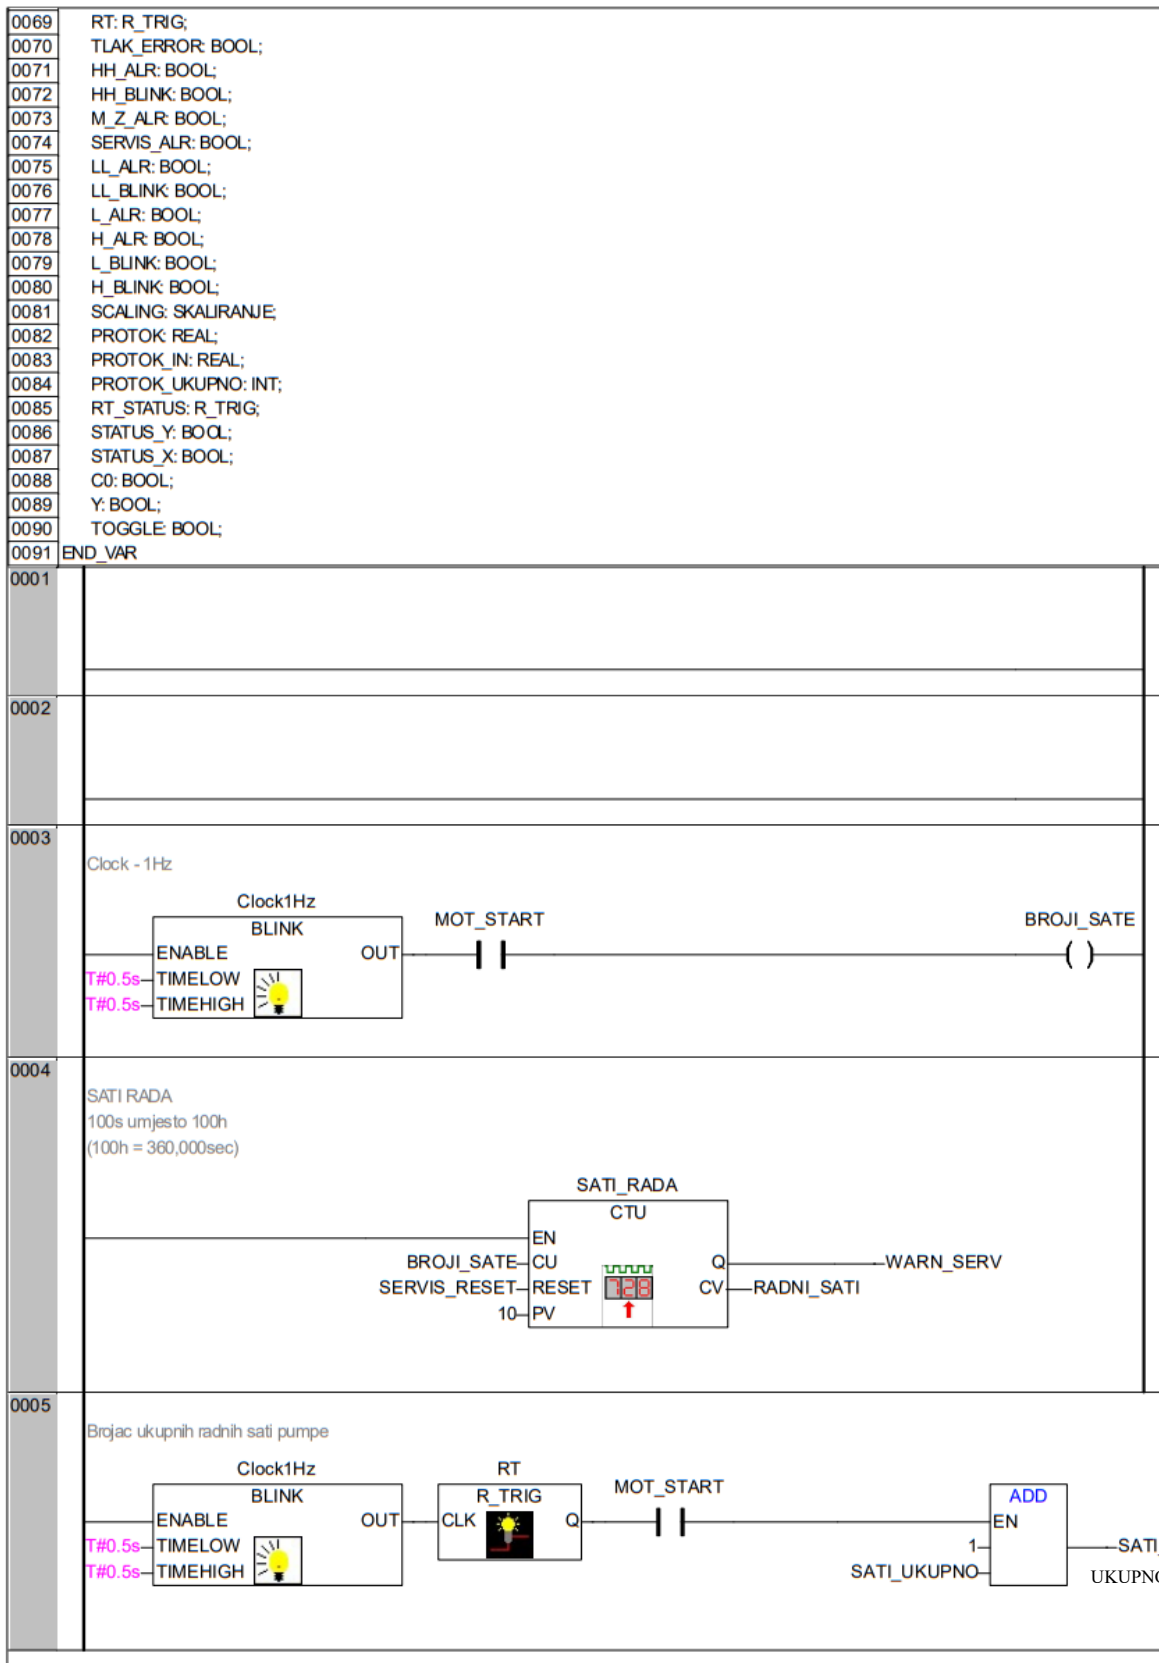 0069 RT: R_TRIG;
0070 TLAK_ERROR: BOOL;
0071 HH_ALR: BOOL;
0072 HH_BLINK: BOOL;
0073 M_Z_ALR: BOOL;
0074 SERVIS_ALR: BOOL;
0075 LL_ALR: BOOL;
0076 LL_BLINK: BOOL;
0077 L_ALR: BOOL;
0078 H_ALR: BOOL;
0079 L_BLINK: BOOL;
0080 H_BLINK: BOOL;
0081 SCALING: SKALIRANJE;
0082 PROTOK: REAL;
0083 PROTOK_IN: REAL;
0084 PROTOK_UKUPNO: INT;
0085 RT_STATUS: R_TRIG;
0086 STATUS_Y: BOOL;
0087 STATUS_X: BOOL;
0088 C0: BOOL;
0089 Y: BOOL;
0090 TOGGLE: BOOL;
0091 END_VAR
0001
0002
0003
Clock - 1Hz
Clock1Hz
BLINK MOT_START BROJI_SATE
ENABLE OUT
T#0.5s TIMELOW
T#0.5s TIMEHIGH
0004
SATI RADA
100s umjesto 100h
(100h = 360,000sec)
SATI_RADA
CTU
EN
BROJI_SATE CU Q WARN_SERV
SERVIS_RESET RESET 728 CV RADNI_SATI
10 PV
0005
Brojac ukupnih radnih sati pumpe
Clock1Hz RT MOT_START
BLINK R_TRIG ADD
ENABLE OUT CLK Q EN
T#0.5s TIMELOW 1 SATI_
T#0.5s TIMEHIGH SATI_UKUPNO UKUPNO